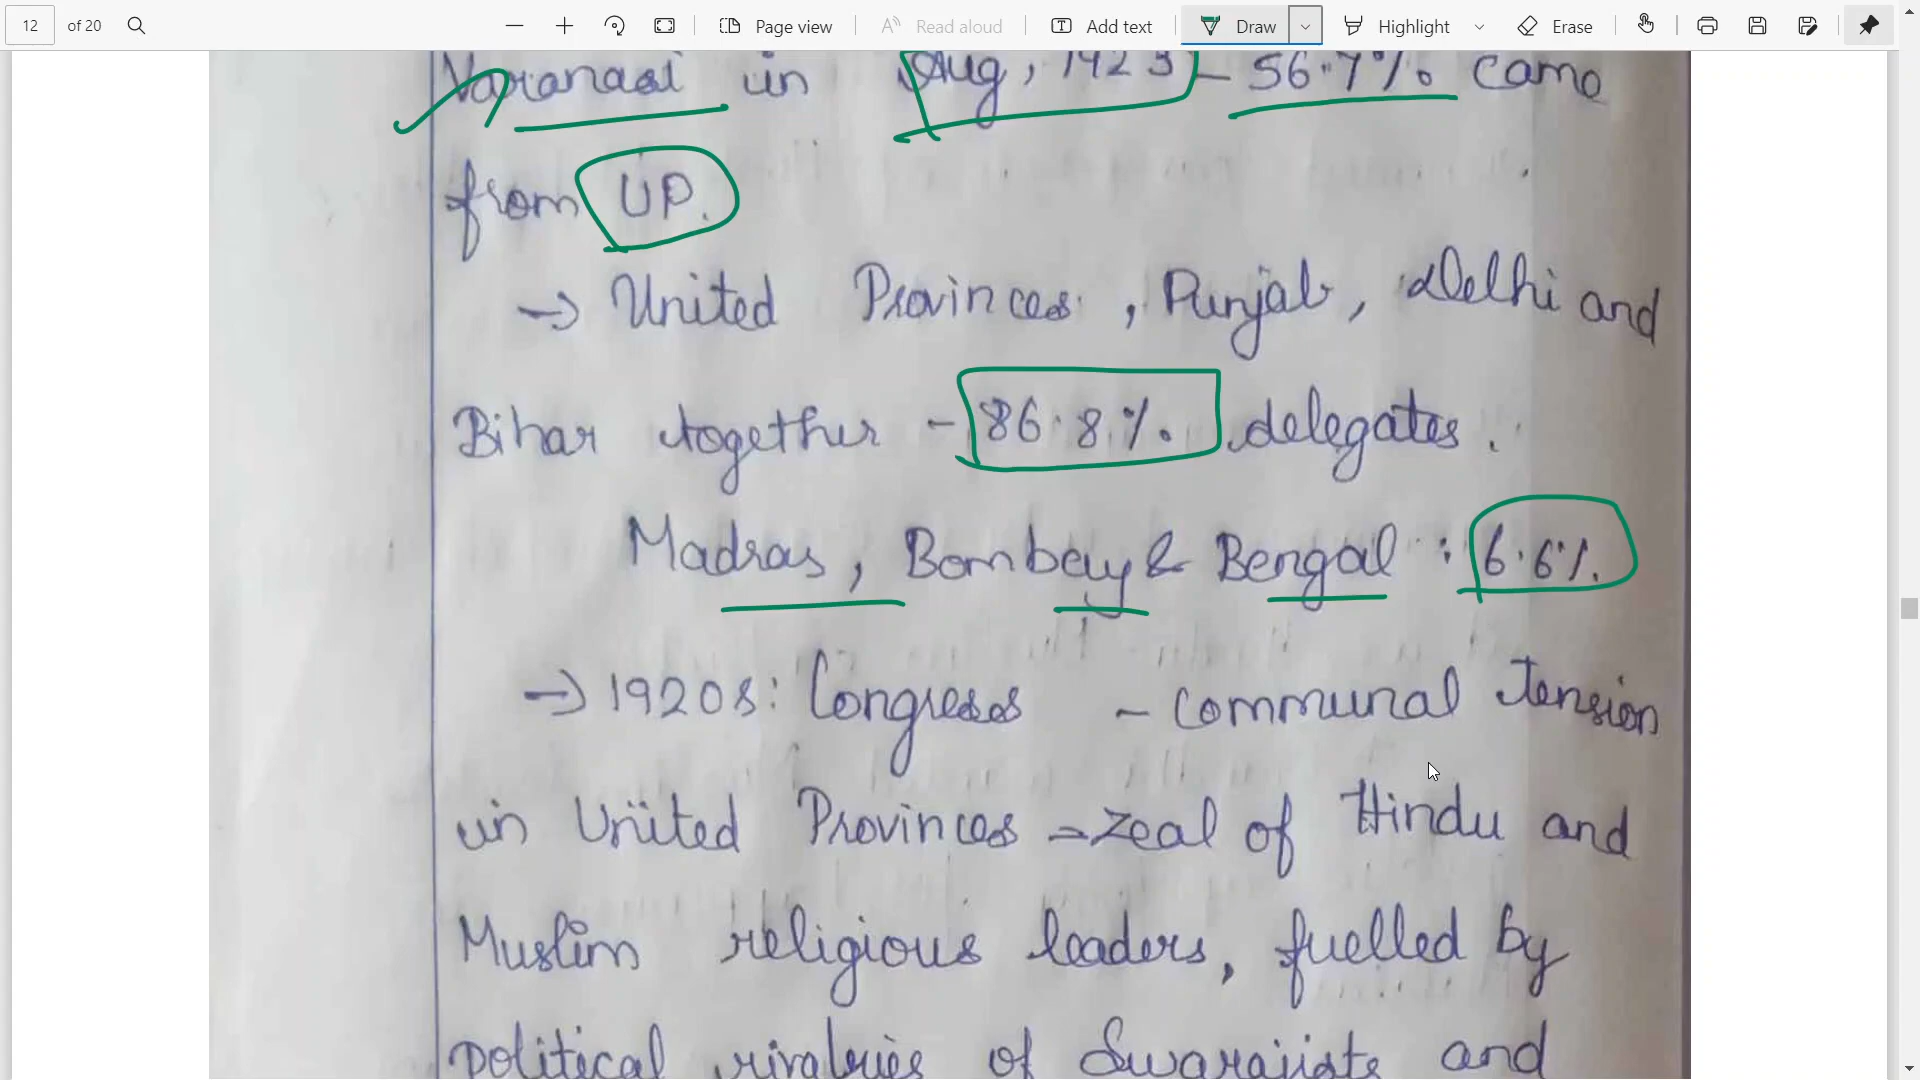 12 of 20 Page view Read aloud Add text Draw Highlight Erase
Varanasi in Aug, 1923 - 56.7% came
from UP.
→ United Provinces, Punjab, Delhi and
Bihar together - 86.8% delegates.
Madras, Bombay & Bengal : 6.6%.
→ 1920s: Congress - communal tension
in United Provinces - zeal of Hindu and
Muslim religious leaders, fuelled by
political rivalries of Swarajists and